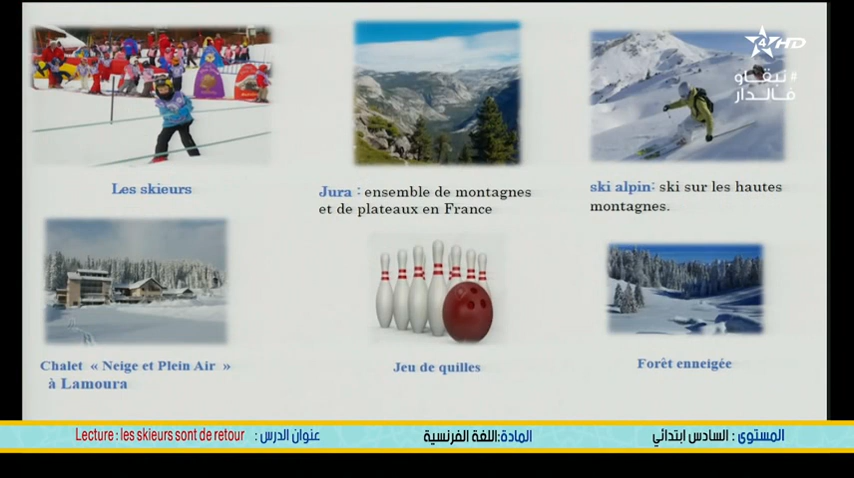 4 HD
#نبقاو
فالدار
Les skieurs
Jura : ensemble de montagnes
et de plateaux en France
ski alpin: ski sur les hautes
montagnes.
Chalet « Neige et Plein Air »
à Lamoura
Jeu de quilles
Forêt enneigée
المستوى : السادس ابتدائي
المادة:اللغة الفرنسية
عنوان الدرس : Lecture : les skieurs sont de retour